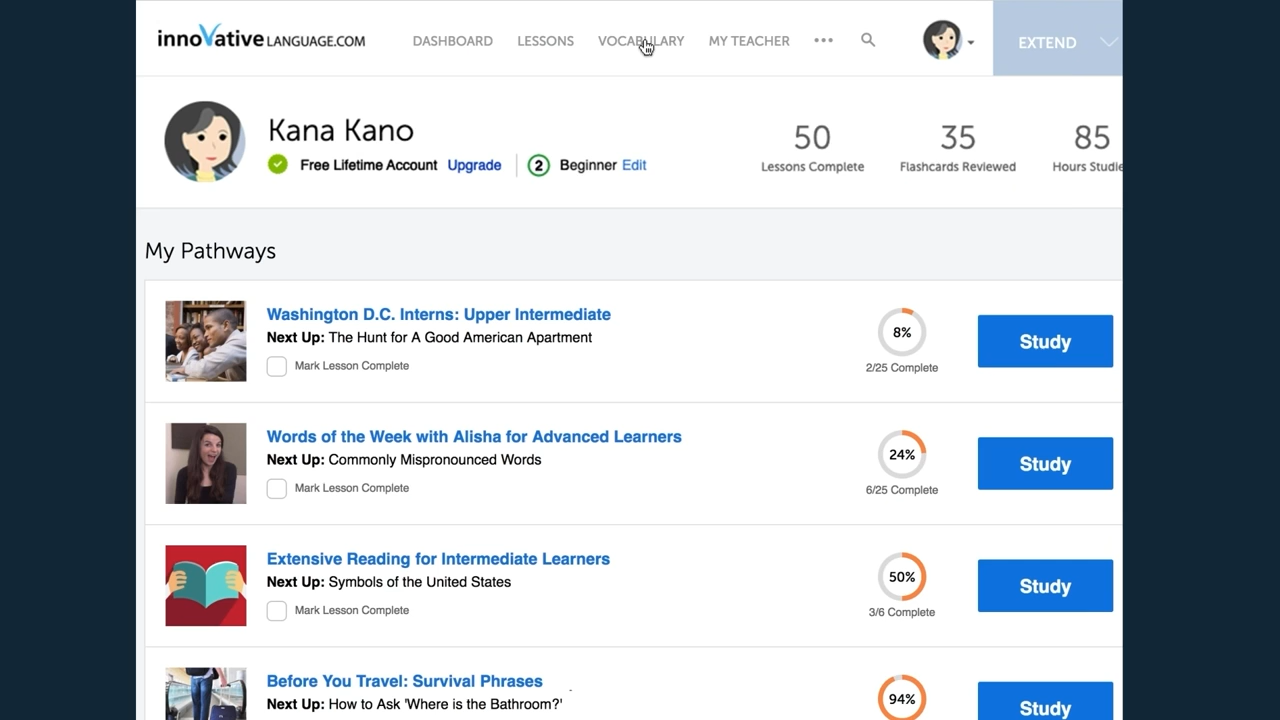 innoVative LANGUAGE.COM
DASHBOARD LESSONS VOCABULARY MY TEACHER ••• EXTEND
Kana Kano
Free Lifetime Account Upgrade 2 Beginner Edit
50 35 85
Lessons Complete Flashcards Reviewed Hours Studie
My Pathways
Washington D.C. Interns: Upper Intermediate
Next Up: The Hunt for A Good American Apartment
Mark Lesson Complete
8%
2/25 Complete
Study
Words of the Week with Alisha for Advanced Learners
Next Up: Commonly Mispronounced Words
Mark Lesson Complete
24%
6/25 Complete
Study
Extensive Reading for Intermediate Learners
Next Up: Symbols of the United States
Mark Lesson Complete
50%
3/6 Complete
Study
Before You Travel: Survival Phrases
Next Up: How to Ask 'Where is the Bathroom?'
94%
Study